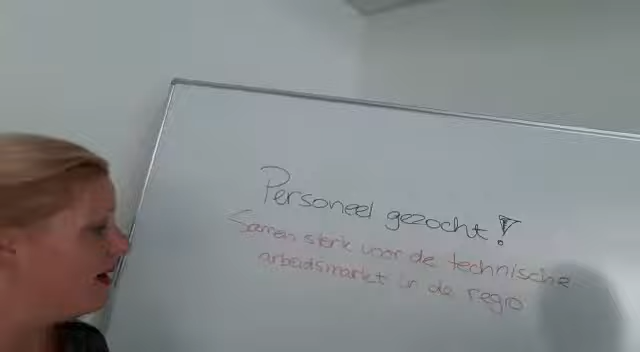 Personeel gezocht!
Samen sterk voor de technische
arbeidsmarkt in de regio